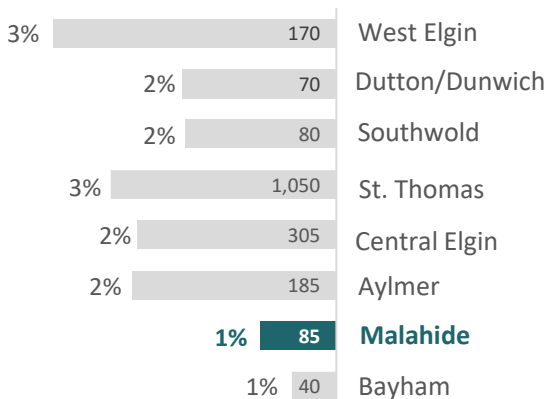 3% 170 West Elgin
2% 70 Dutton/Dunwich
2% 80 Southwold
3% 1,050 St. Thomas
2% 305 Central Elgin
2% 185 Aylmer
1% 85 Malahide
1% 40 Bayham